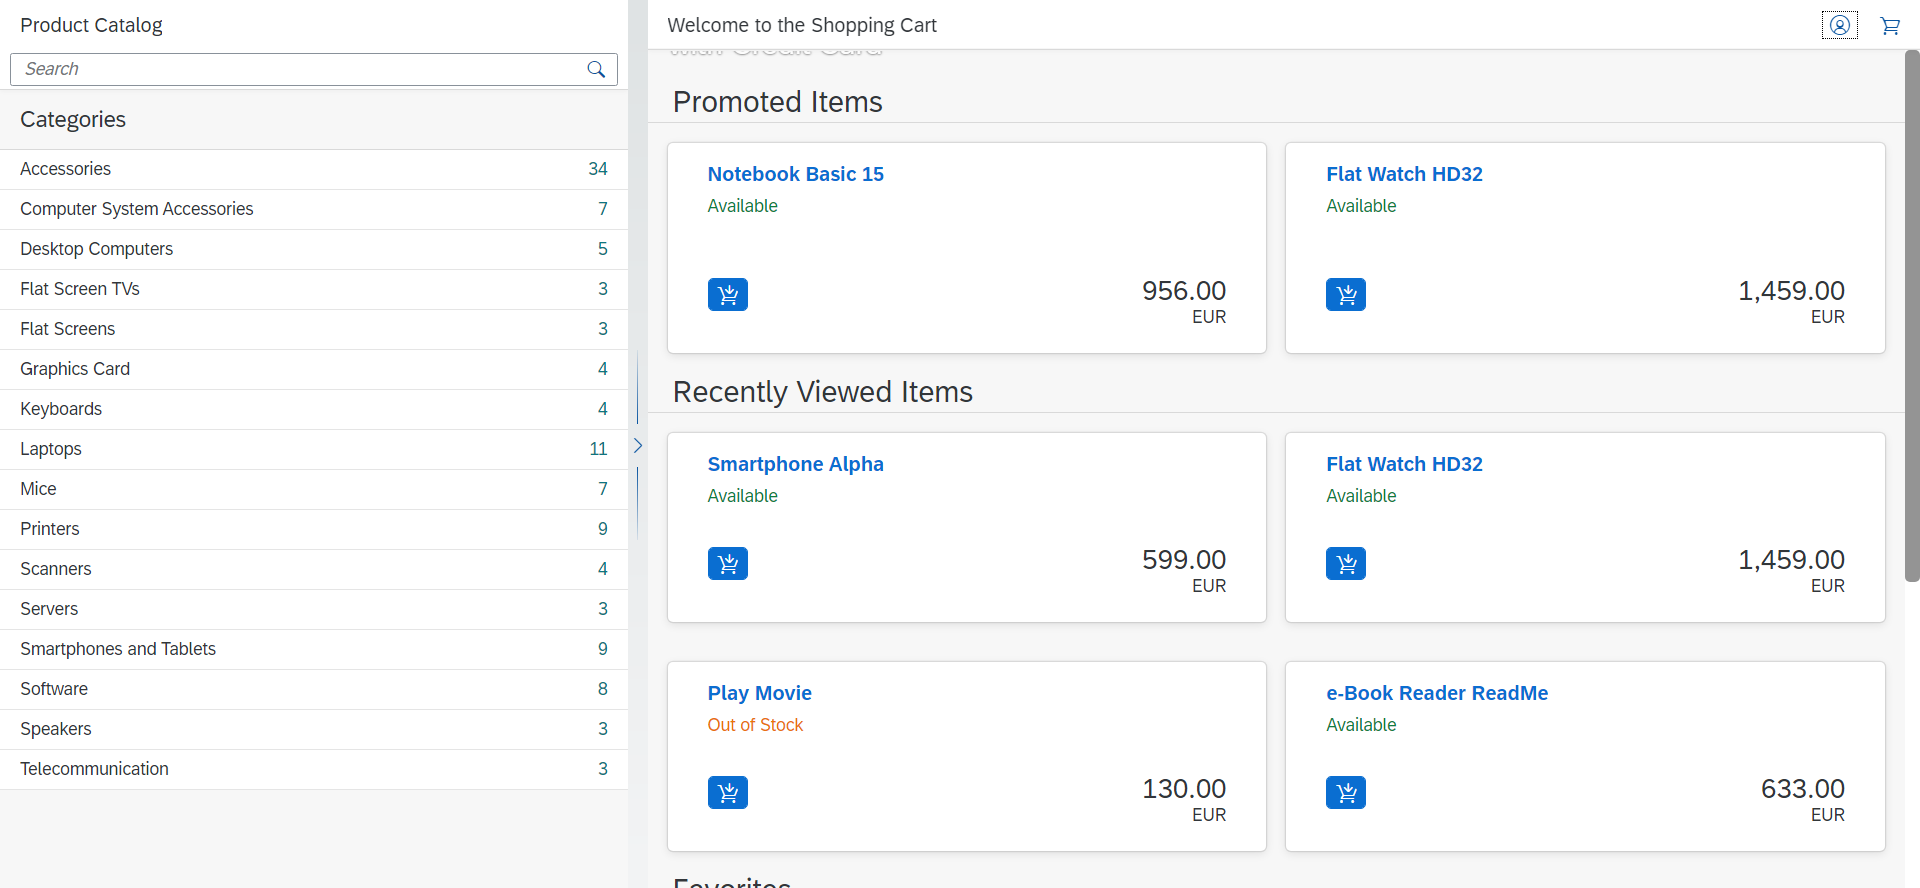 Product Catalog
Search
Categories
Accessories 34
Computer System Accessories 7
Desktop Computers 5
Flat Screen TVs 3
Flat Screens 3
Graphics Card 4
Keyboards 4
Laptops 11
Mice 7
Printers 9
Scanners 4
Servers 3
Smartphones and Tablets 9
Software 8
Speakers 3
Telecommunication 3
Welcome to the Shopping Cart
with Credit Card
Promoted Items
Notebook Basic 15
Available
956.00
EUR
Flat Watch HD32
Available
1,459.00
EUR
Recently Viewed Items
Smartphone Alpha
Available
599.00
EUR
Flat Watch HD32
Available
1,459.00
EUR
Play Movie
Out of Stock
130.00
EUR
e-Book Reader ReadMe
Available
633.00
EUR
Favorites